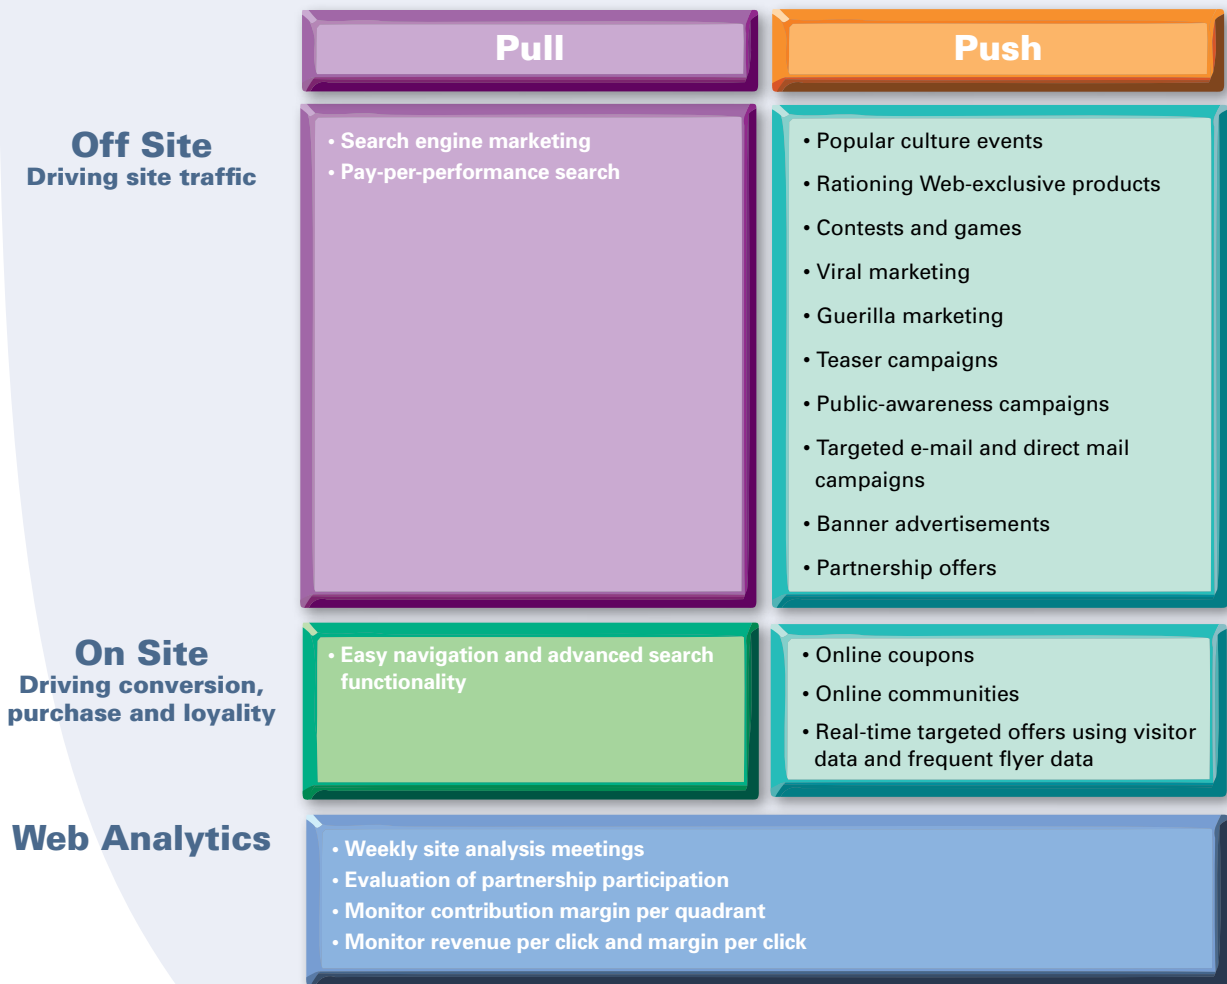 Pull
Push
Off Site
Driving site traffic
• Search engine marketing
• Pay-per-performance search
• Popular culture events
• Rationing Web-exclusive products
• Contests and games
• Viral marketing
• Guerilla marketing
• Teaser campaigns
• Public-awareness campaigns
• Targeted e-mail and direct mail
campaigns
• Banner advertisements
• Partnership offers
On Site
Driving conversion,
purchase and loyality
• Easy navigation and advanced search
functionality
• Online coupons
• Online communities
• Real-time targeted offers using visitor
data and frequent flyer data
Web Analytics
• Weekly site analysis meetings
• Evaluation of partnership participation
• Monitor contribution margin per quadrant
• Monitor revenue per click and margin per click